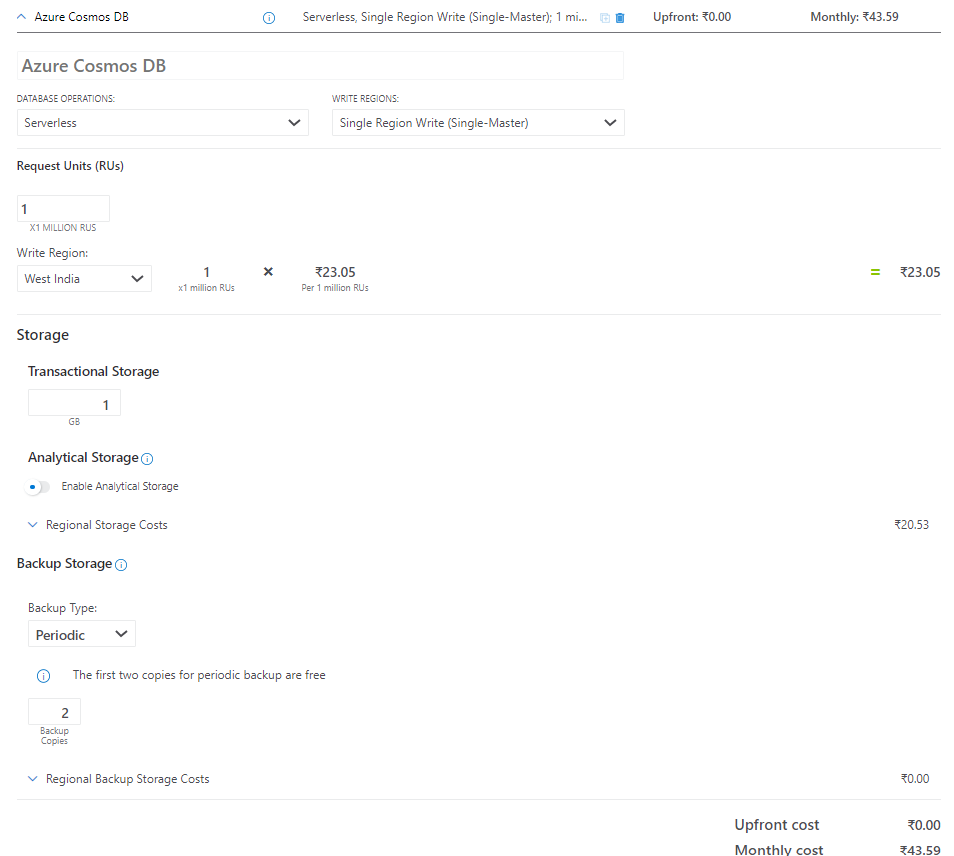 Azure Cosmos DB
Serverless, Single Region Write (Single-Master); 1 mi...
Upfront: ₹0.00
Monthly: ₹43.59
Azure Cosmos DB
DATABASE OPERATIONS:
WRITE REGIONS:
Serverless
Single Region Write (Single-Master)
Request Units (RUs)
1
X1 MILLION RUS
Write Region:
West India
1
×
₹23.05
=
₹23.05
x1 million RUs
Per 1 million RUs
Storage
Transactional Storage
1
GB
Analytical Storage
Enable Analytical Storage
Regional Storage Costs
₹20.53
Backup Storage
Backup Type:
Periodic
The first two copies for periodic backup are free
2
Backup
Copies
Regional Backup Storage Costs
₹0.00
Upfront cost
₹0.00
Monthly cost
₹43.59